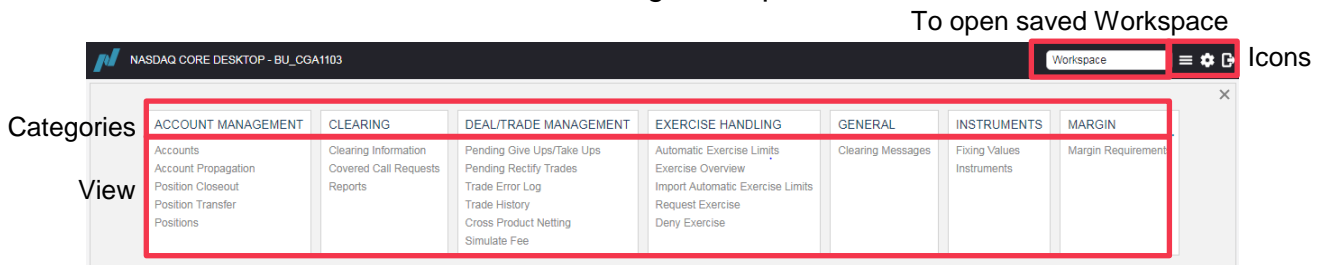 To open saved Workspace
NASDAQ CORE DESKTOP - BU_CGA1103
Workspace
Icons
Categories
ACCOUNT MANAGEMENT CLEARING DEAL/TRADE MANAGEMENT EXERCISE HANDLING GENERAL INSTRUMENTS MARGIN
View
Accounts Clearing Information Pending Give Ups/Take Ups Automatic Exercise Limits Clearing Messages Fixing Values Margin Requirement
Account Propagation Covered Call Requests Pending Rectify Trades Exercise Overview Instruments
Position Closeout Reports Trade Error Log Import Automatic Exercise Limits
Position Transfer Trade History Request Exercise
Positions Cross Product Netting Deny Exercise
Simulate Fee